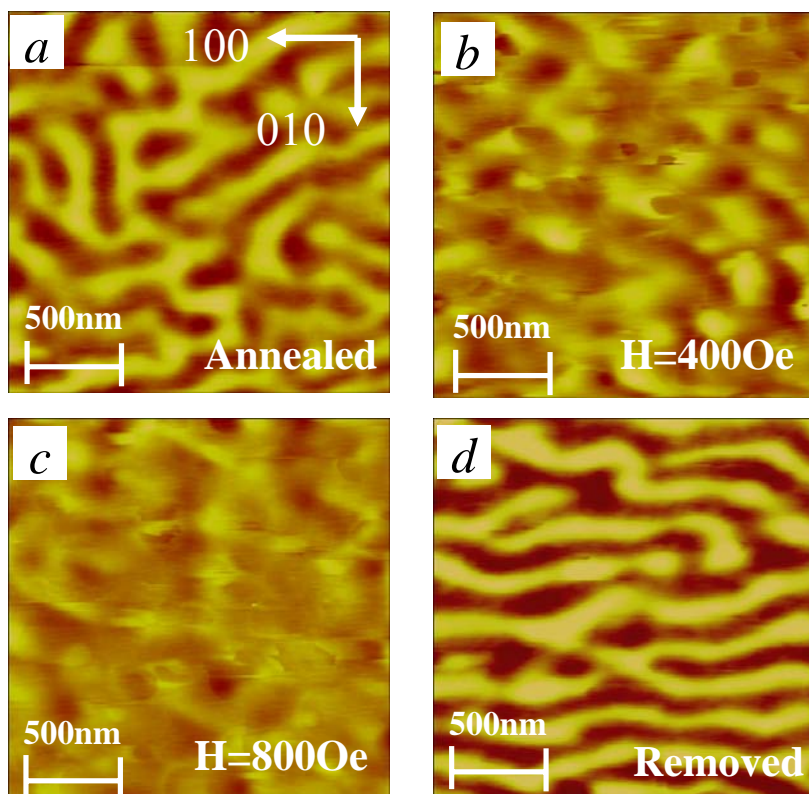 a
100
010
500nm
Annealed
b
500nm
H=400Oe
c
500nm
H=800Oe
d
500nm
Removed